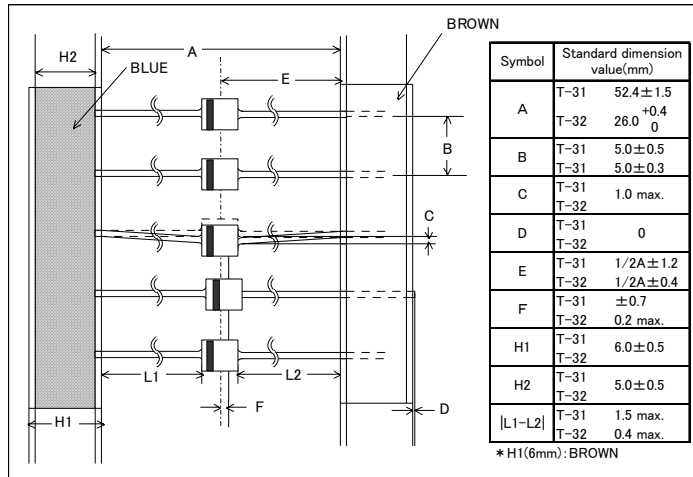 BROWN
A
H2
BLUE
E
B
C
L1
L2
F
D
H1
Symbol Standard dimension
value(mm)
A T-31 52.4±1.5
T-32 26.0 +0.4
0
B T-31 5.0±0.5
T-31 5.0±0.3
C T-31 1.0 max.
T-32
D T-31 0
T-32
E T-31 1/2A±1.2
T-32 1/2A±0.4
F T-31 ±0.7
T-32 0.2 max.
H1 T-31 6.0±0.5
T-32
H2 T-31 5.0±0.5
T-32
|L1-L2| T-31 1.5 max.
T-32 0.4 max.
*H1(6mm):BROWN